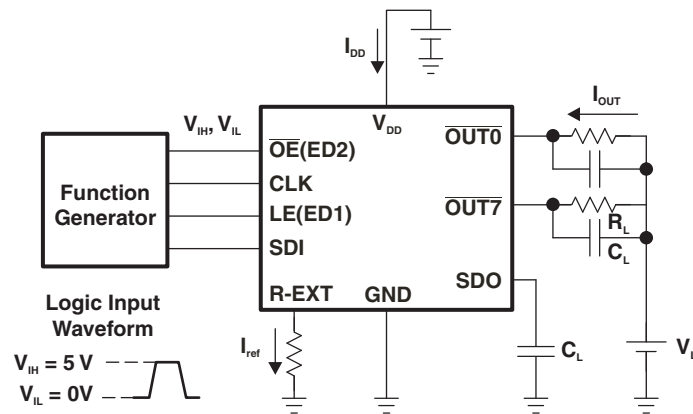 I_DD
I_OUT
V_IH, V_IL
V_DD
OUT0
OE(ED2)
CLK
LE(ED1)
SDI
Function
Generator
OUT7
R_L
C_L
SDO
R-EXT
GND
Logic Input
Waveform
I_ref
C_L
V_L
V_IH = 5 V
V_IL = 0V